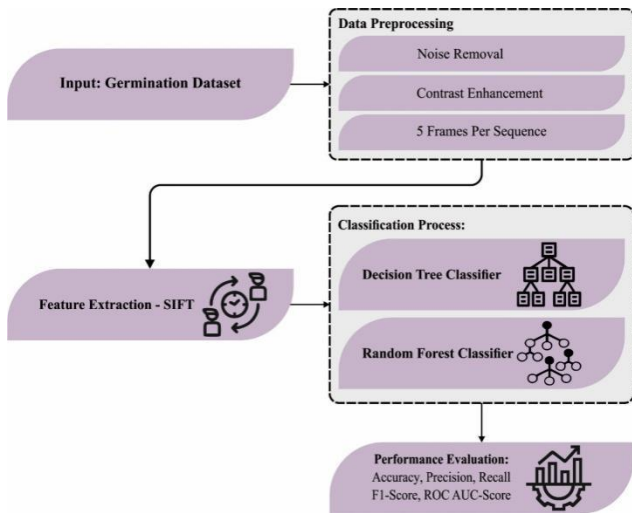 Data Preprocessing
Noise Removal
Input: Germination Dataset
Contrast Enhancement
5 Frames Per Sequence
Classification Process:
Decision Tree Classifier
Feature Extraction - SIFT
Random Forest Classifier
Performance Evaluation:
Accuracy, Precision, Recall
F1-Score, ROC AUC-Score